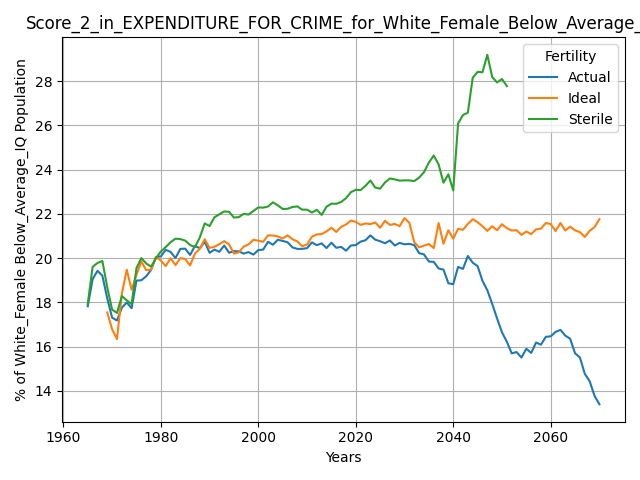 Score_2_in_EXPENDITURE_FOR_CRIME_for_White_Female_Below_Average_
% of White_Female Below_Average_IQ Population
28
26
24
22
20
18
16
14
Fertility
Actual
Ideal
Sterile
1960 1980 2000 2020 2040 2060
Years